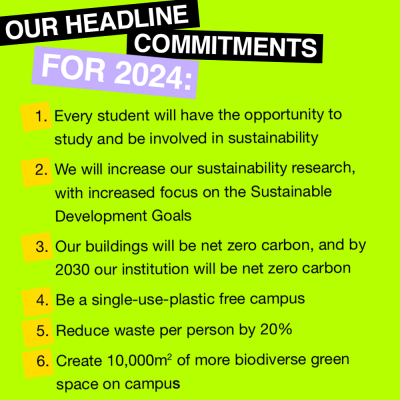 OUR HEADLINE
COMMITMENTS
FOR 2024:
1. Every student will have the opportunity to
study and be involved in sustainability
2. We will increase our sustainability research,
with increased focus on the Sustainable
Development Goals
3. Our buildings will be net zero carbon, and by
2030 our institution will be net zero carbon
4. Be a single-use-plastic free campus
5. Reduce waste per person by 20%
6. Create 10,000m² of more biodiverse green
space on campus